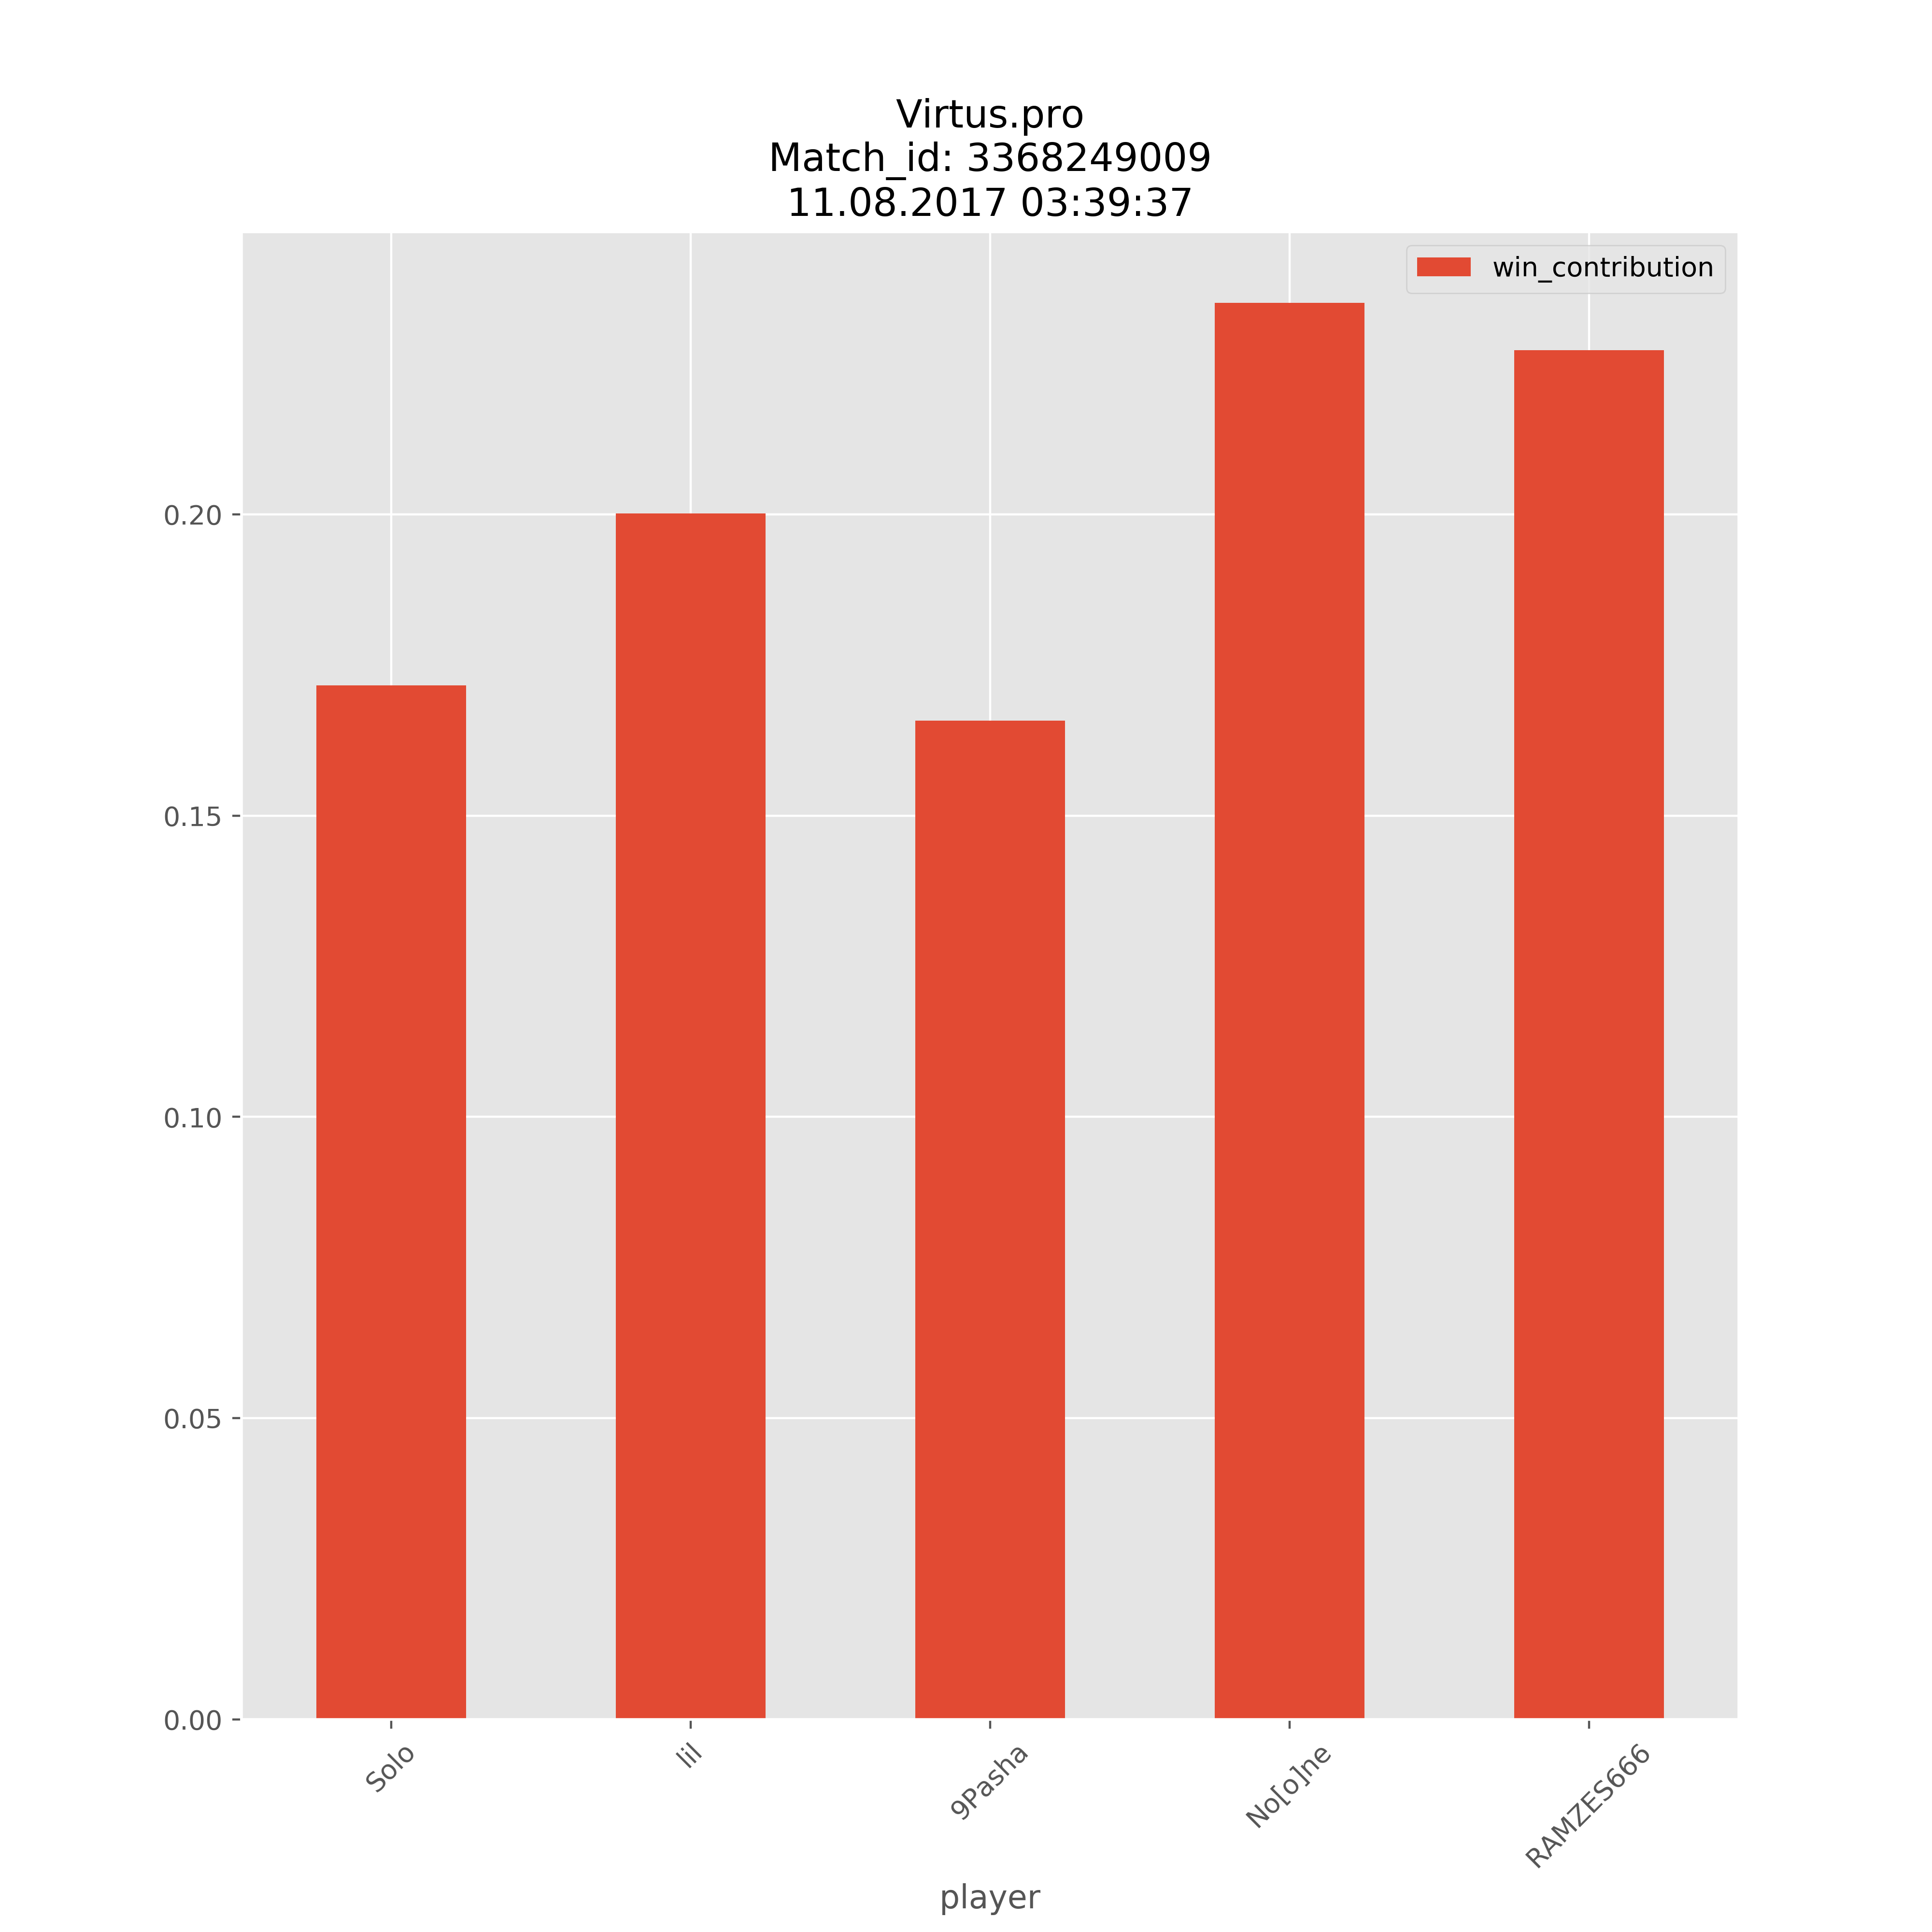 Virtus.pro
Match_id: 3368249009
11.08.2017 03:39:37
win_contribution
0.20
0.15
0.10
0.05
0.00
Solo
lil
9Pasha
No[o]ne
RAMZES666
player